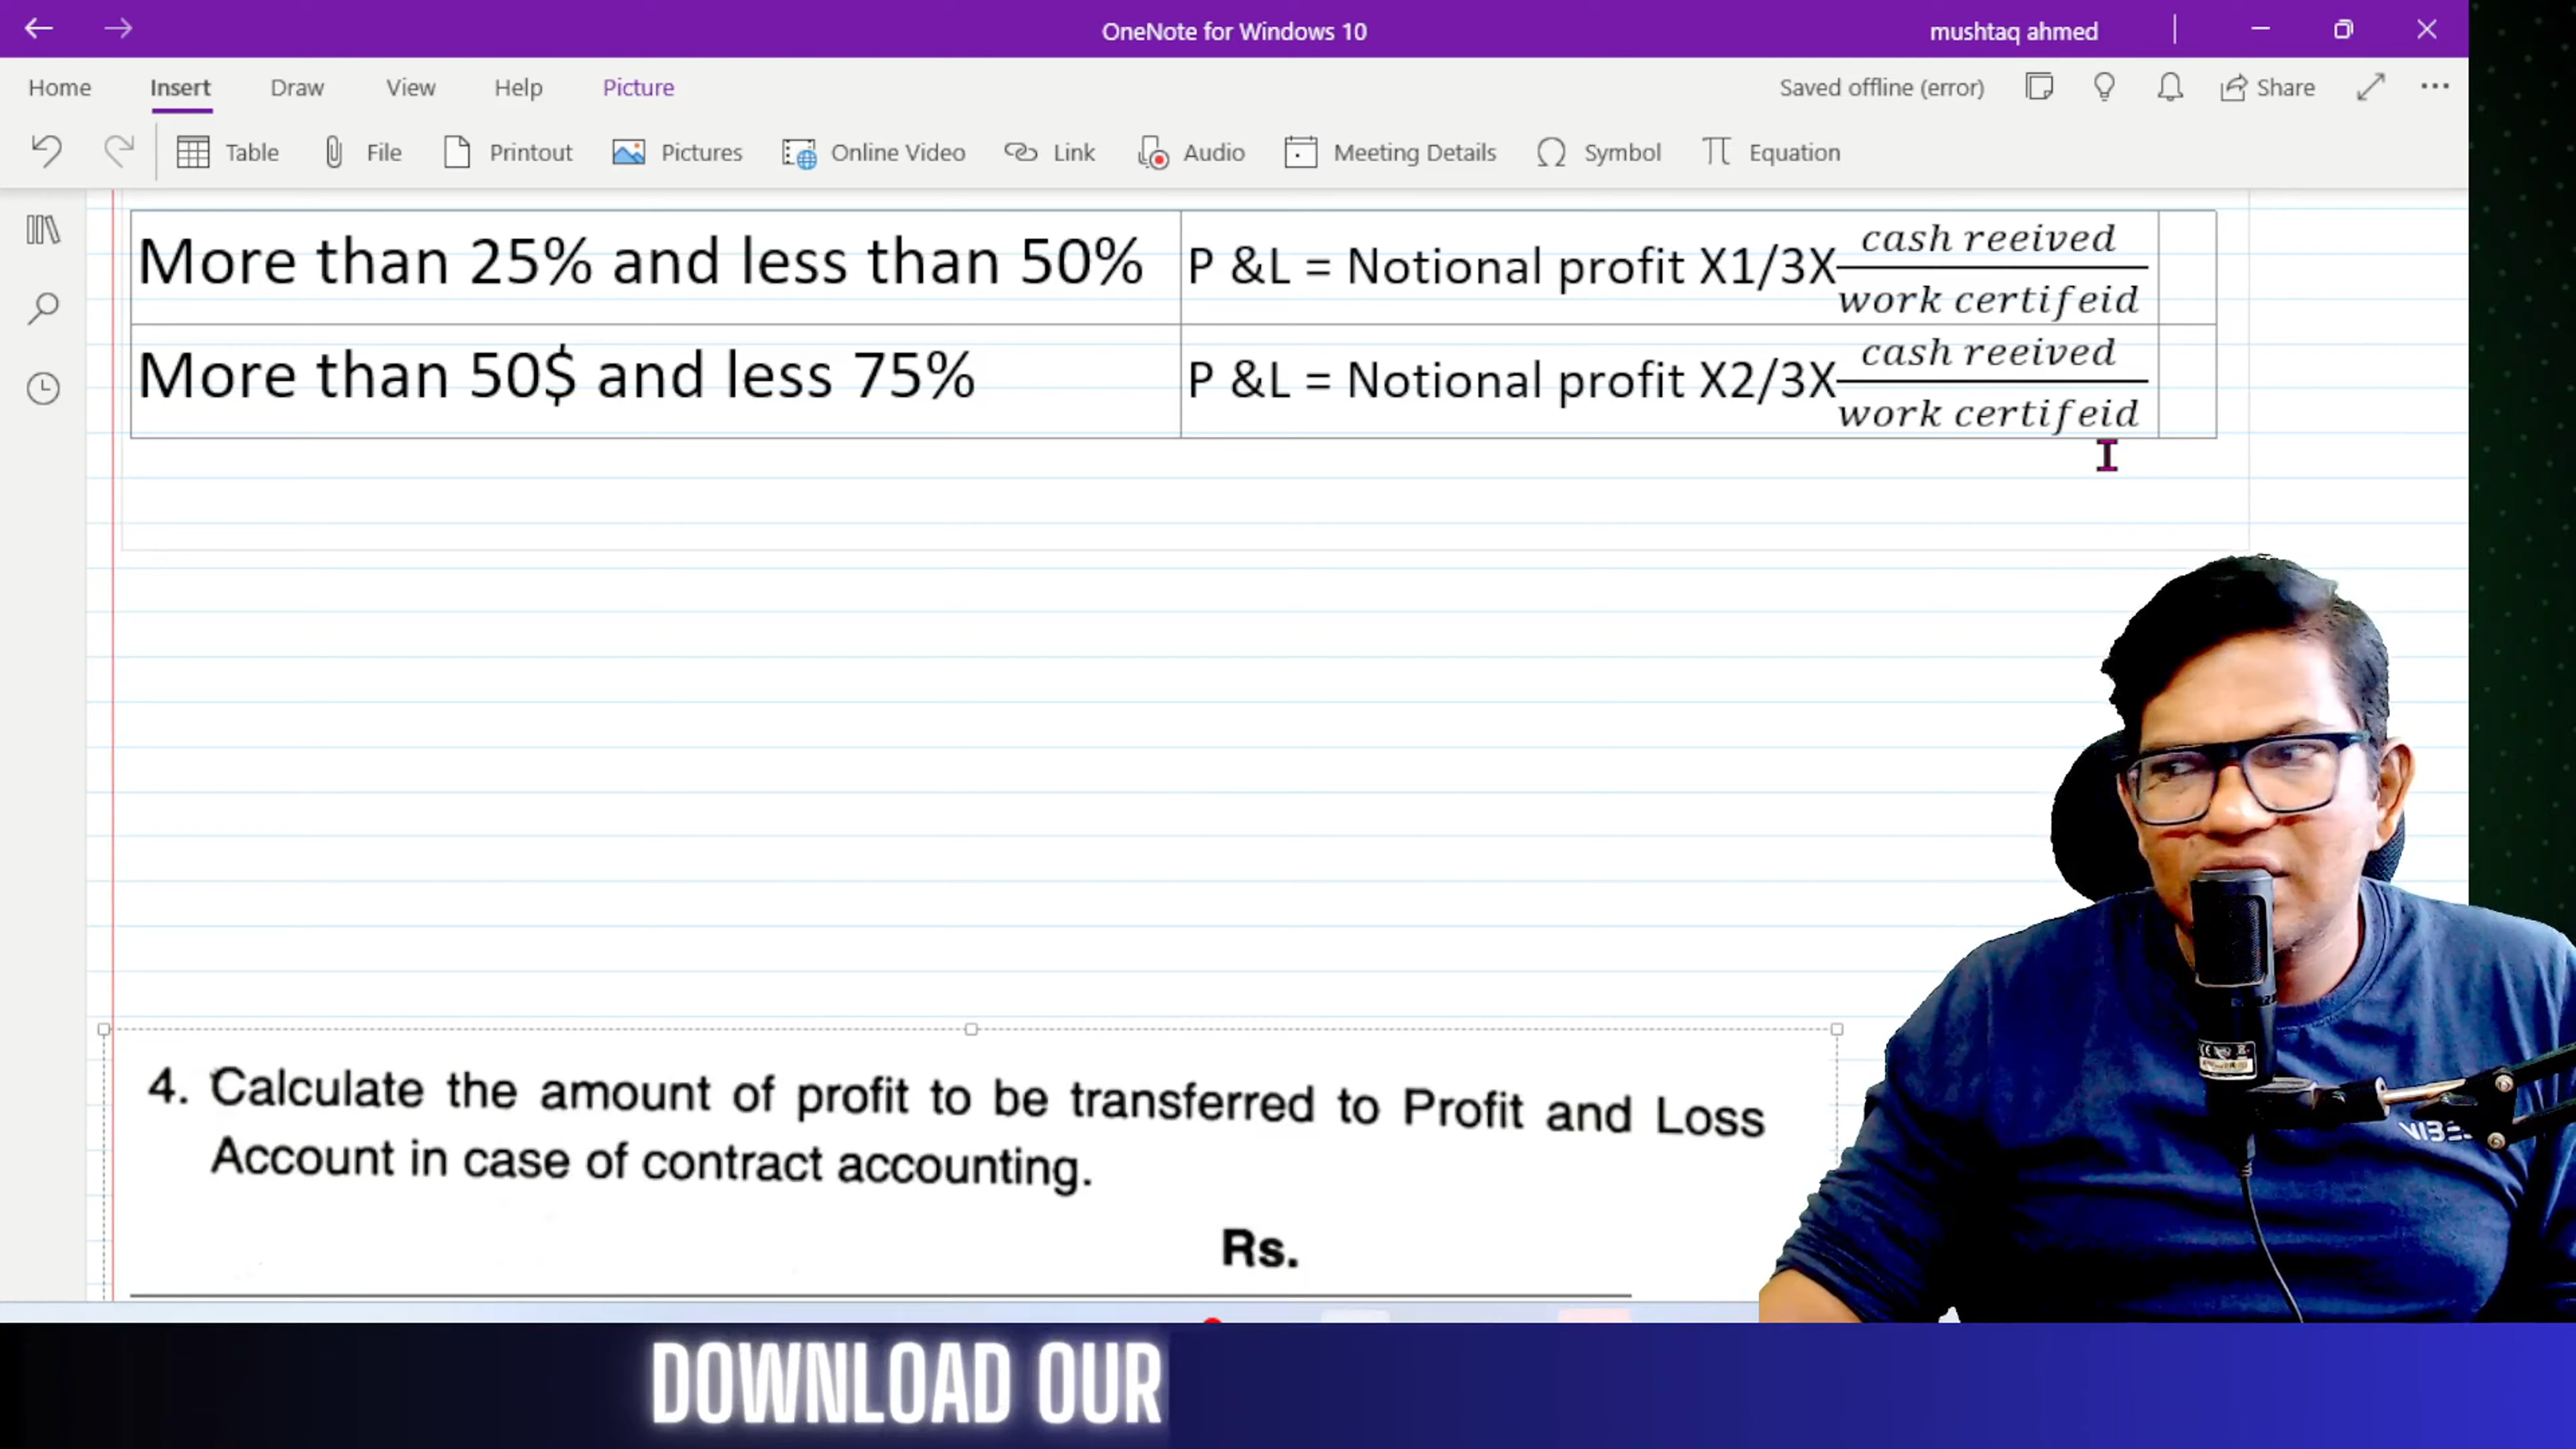 OneNote for Windows 10
mushtaq ahmed
Home Insert Draw View Help Picture
Saved offline (error)
Share
Table File Printout Pictures Online Video Link Audio Meeting Details Symbol Equation
More than 25% and less than 50%
P &L = Notional profit X1/3X cash reeived
work certifeid
More than 50$ and less 75%
P &L = Notional profit X2/3X cash reeived
work certifeid
4. Calculate the amount of profit to be transferred to Profit and Loss
Account in case of contract accounting.
Rs.
DOWNLOAD OUR